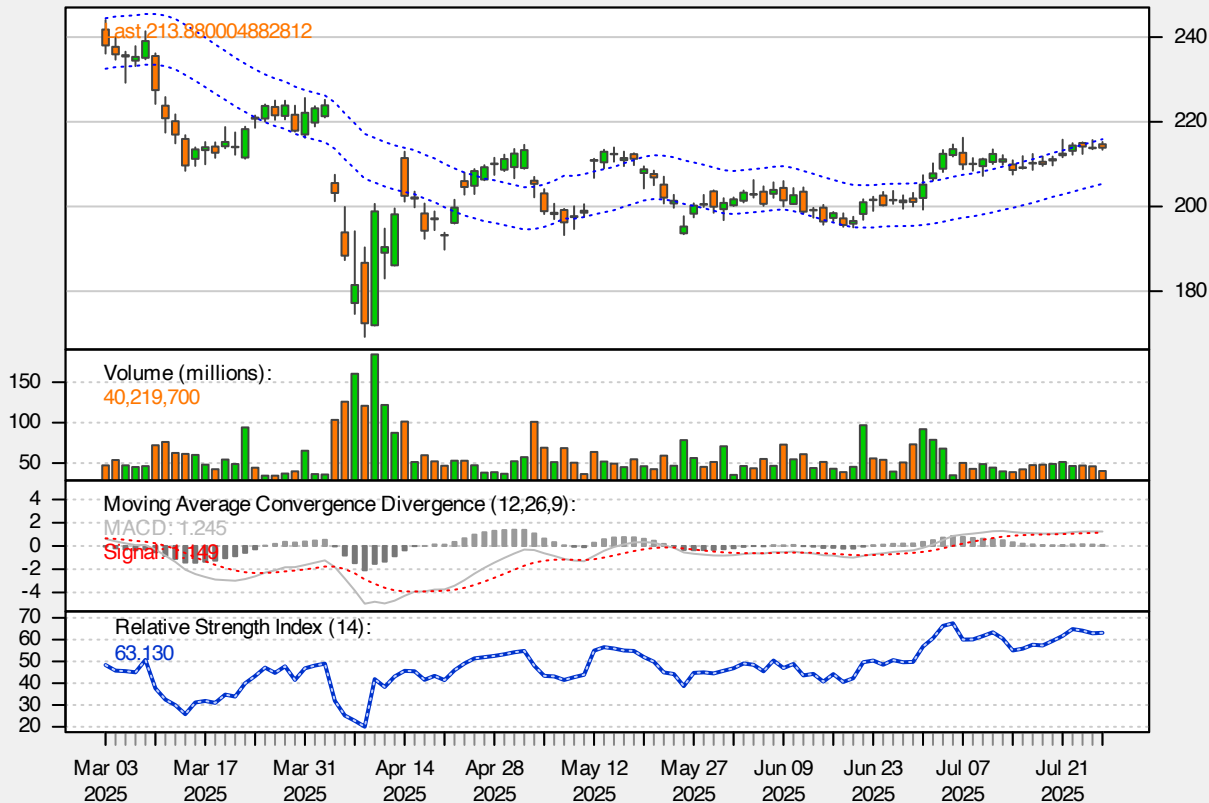 Last 213.880004882812
240
220
200
180
Volume (millions):
40,219,700
150
100
50
Moving Average Convergence Divergence (12,26,9):
MACD: 1.245
Signal: 1.149
4
2
0
-2
-4
Relative Strength Index (14):
63.130
70
60
50
40
30
20
Mar 03
2025
Mar 17
2025
Mar 31
2025
Apr 14
2025
Apr 28
2025
May 12
2025
May 27
2025
Jun 09
2025
Jun 23
2025
Jul 07
2025
Jul 21
2025